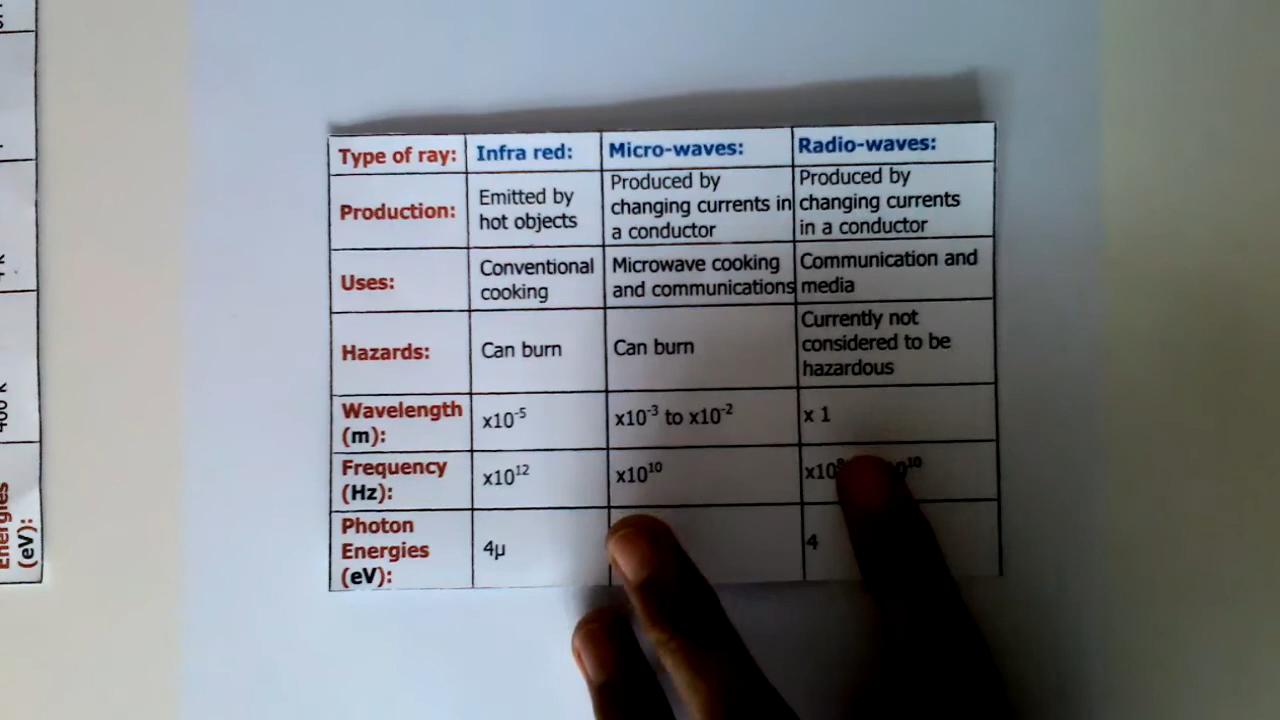 Type of ray: Infra red: Micro-waves: Radio-waves:
Production: Emitted by hot objects Produced by changing currents in a conductor Produced by changing currents in a conductor
Uses: Conventional cooking Microwave cooking and communications Communication and media
Hazards: Can burn Can burn Currently not considered to be hazardous
Wavelength (m): x10⁻⁵ x10⁻³ to x10⁻² x 1
Frequency (Hz): x10¹² x10¹⁰
Photon Energies (eV): 4µ 4
400 k
Energies
(eV):